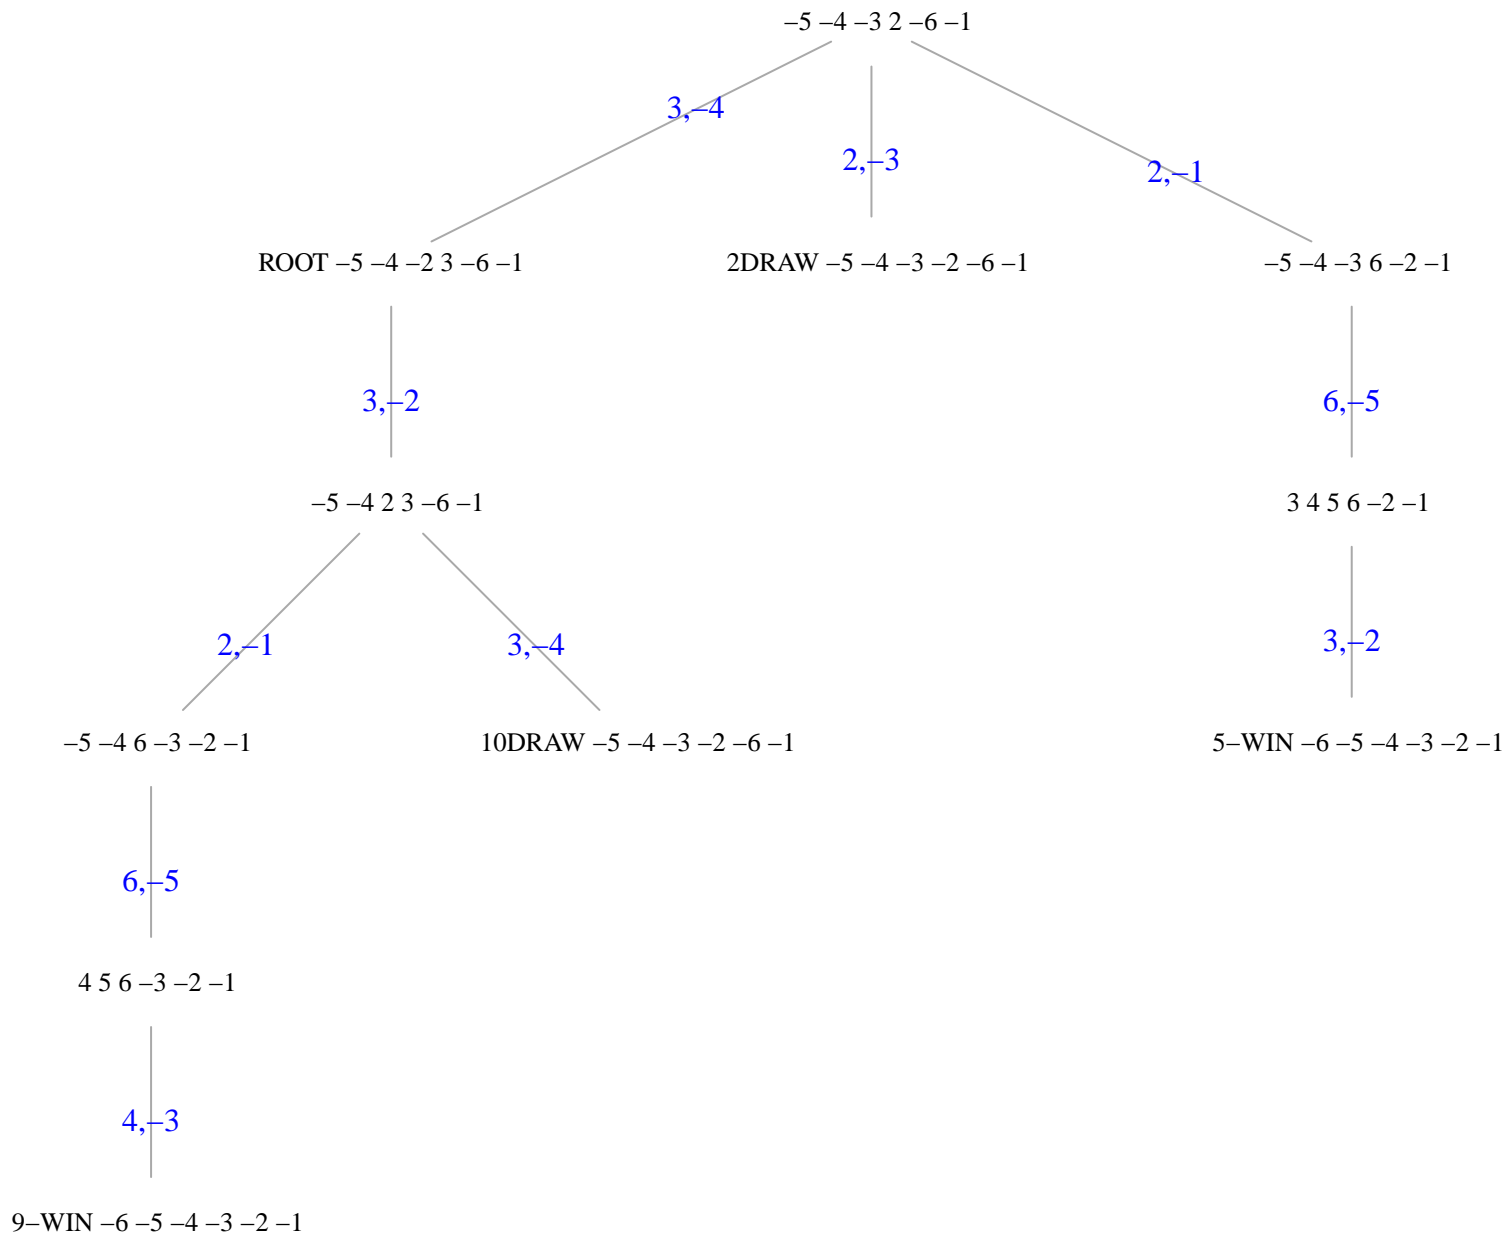 –5 –4 –3 2 –6 –1
3,–4
2,–3
2,–1
ROOT –5 –4 –2 3 –6 –1
2DRAW –5 –4 –3 –2 –6 –1
–5 –4 –3 6 –2 –1
3,–2
6,–5
–5 –4 2 3 –6 –1
3 4 5 6 –2 –1
2,–1
3,–4
3,–2
–5 –4 6 –3 –2 –1
10DRAW –5 –4 –3 –2 –6 –1
5–WIN –6 –5 –4 –3 –2 –1
6,–5
4 5 6 –3 –2 –1
4,–3
9–WIN –6 –5 –4 –3 –2 –1